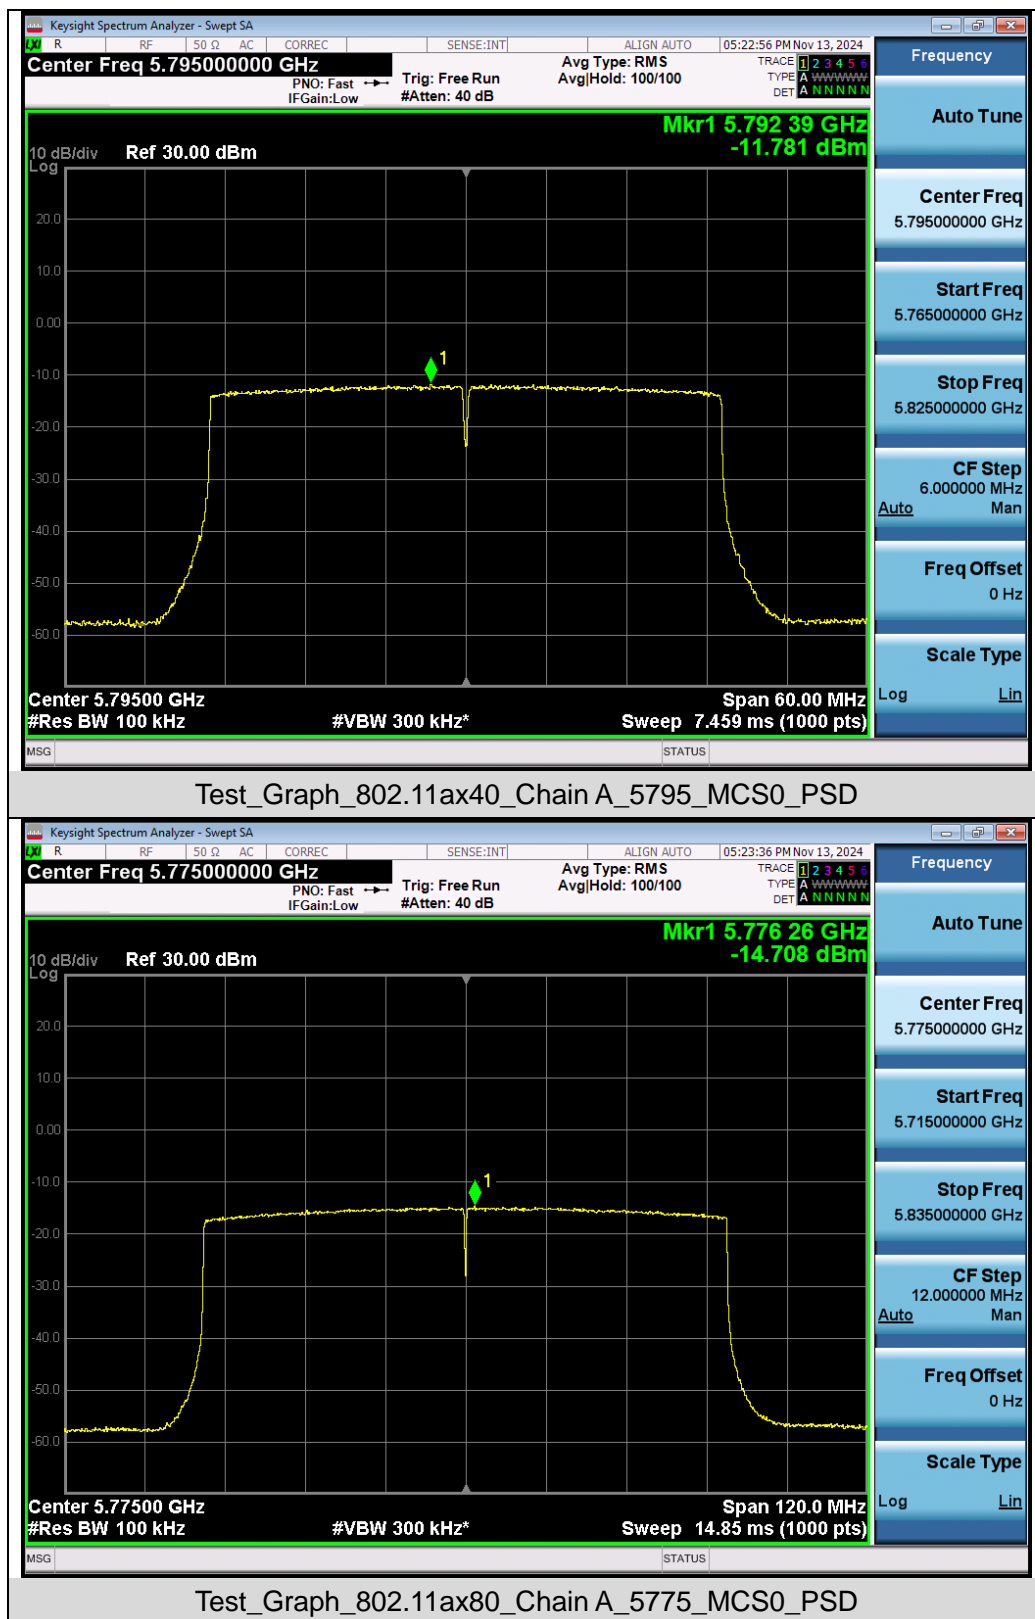 Keysight Spectrum Analyzer - Swept SA
LXI R RF 50 Ω AC CORREC SENSE:INT ALIGN AUTO 05:22:56 PM Nov 13, 2024
Center Freq 5.795000000 GHz Avg Type: RMS TRACE 1 2 3 4 5 6
PNO: Fast Trig: Free Run Avg|Hold: 100/100 TYPE A WWWWW
IFGain:Low #Atten: 40 dB DET A N N N N N
Mkr1 5.792 39 GHz
-11.781 dBm
10 dB/div Ref 30.00 dBm
Log
20.0
10.0
0.00
1
-10.0
-20.0
-30.0
-40.0
-50.0
-60.0
Center 5.79500 GHz Span 60.00 MHz
#Res BW 100 kHz #VBW 300 kHz* Sweep 7.459 ms (1000 pts)
MSG STATUS
Frequency
Auto Tune
Center Freq
5.795000000 GHz
Start Freq
5.765000000 GHz
Stop Freq
5.825000000 GHz
CF Step
6.000000 MHz
Auto Man
Freq Offset
0 Hz
Scale Type
Log Lin
Test_Graph_802.11ax40_Chain A_5795_MCS0_PSD
Keysight Spectrum Analyzer - Swept SA
LXI R RF 50 Ω AC CORREC SENSE:INT ALIGN AUTO 05:23:36 PM Nov 13, 2024
Center Freq 5.775000000 GHz Avg Type: RMS TRACE 1 2 3 4 5 6
PNO: Fast Trig: Free Run Avg|Hold: 100/100 TYPE A WWWWW
IFGain:Low #Atten: 40 dB DET A N N N N N
Mkr1 5.776 26 GHz
-14.708 dBm
10 dB/div Ref 30.00 dBm
Log
20.0
10.0
0.00
1
-10.0
-20.0
-30.0
-40.0
-50.0
-60.0
Center 5.77500 GHz Span 120.0 MHz
#Res BW 100 kHz #VBW 300 kHz* Sweep 14.85 ms (1000 pts)
MSG STATUS
Frequency
Auto Tune
Center Freq
5.775000000 GHz
Start Freq
5.715000000 GHz
Stop Freq
5.835000000 GHz
CF Step
12.000000 MHz
Auto Man
Freq Offset
0 Hz
Scale Type
Log Lin
Test_Graph_802.11ax80_Chain A_5775_MCS0_PSD